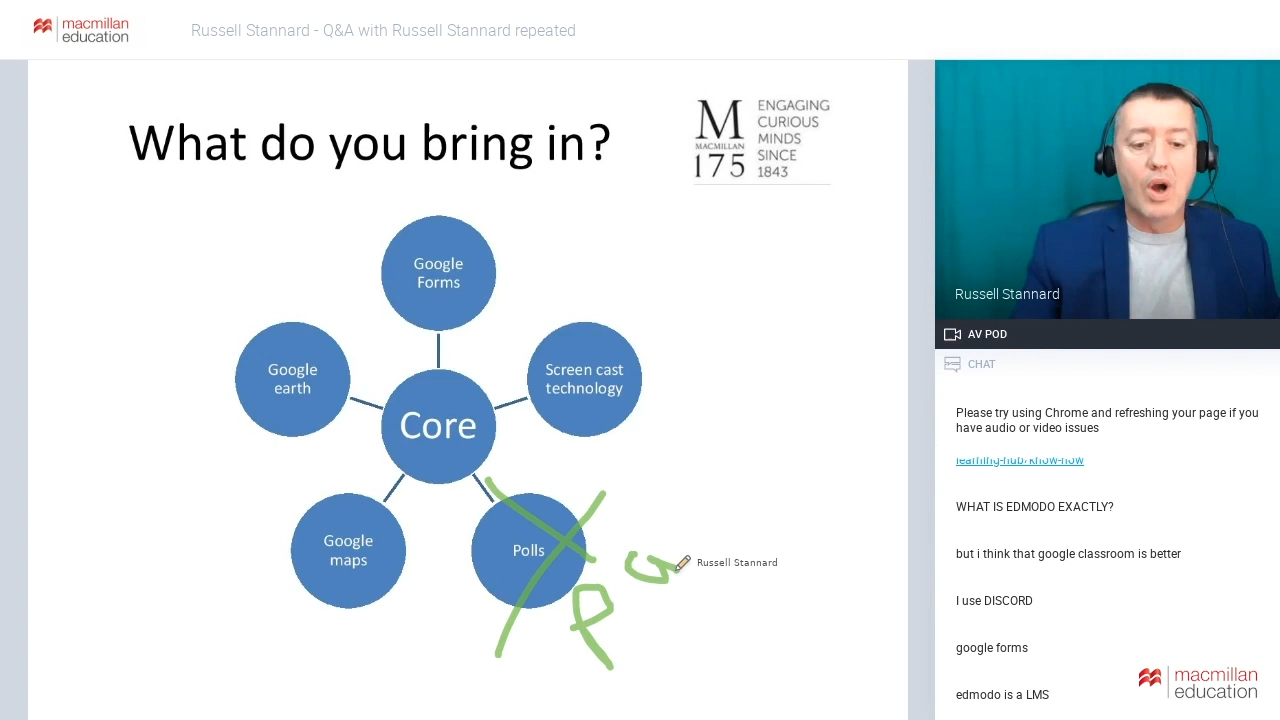 macmillan
education
Russell Stannard - Q&A with Russell Stannard repeated
What do you bring in?
M
MACMILLAN
175
ENGAGING
CURIOUS
MINDS
SINCE
1843
Google
Forms
Google
earth
Screen cast
technology
Core
Google
maps
Polls
Russell Stannard
Russell Stannard
AV POD
CHAT
Please try using Chrome and refreshing your page if you
have audio or video issues
learning-hub/know-how
WHAT IS EDMODO EXACTLY?
but i think that google classroom is better
I use DISCORD
google forms
edmodo is a LMS
macmillan
education